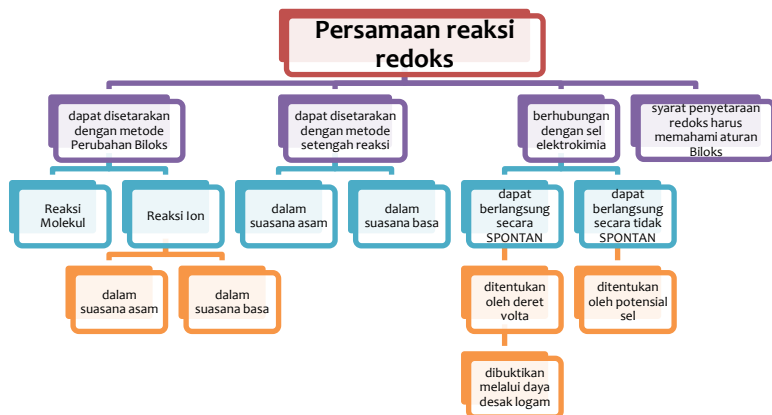 Persamaan reaksi
redoks
dapat disetarakan
dengan metode
Perubahan Biloks
dapat disetarakan
dengan metode
setengah reaksi
berhubungan
dengan sel
elektrokimia
syarat penyetaraan
redoks harus
memahami aturan
Biloks
Reaksi
Molekul
Reaksi Ion
dalam
suasana asam
dalam
suasana basa
dapat
berlangsung
secara
SPONTAN
dapat
berlangsung
secara tidak
SPONTAN
dalam
suasana asam
dalam
suasana basa
ditentukan
oleh deret
volta
ditentukan
oleh potensial
sel
dibuktikan
melalui daya
desak logam